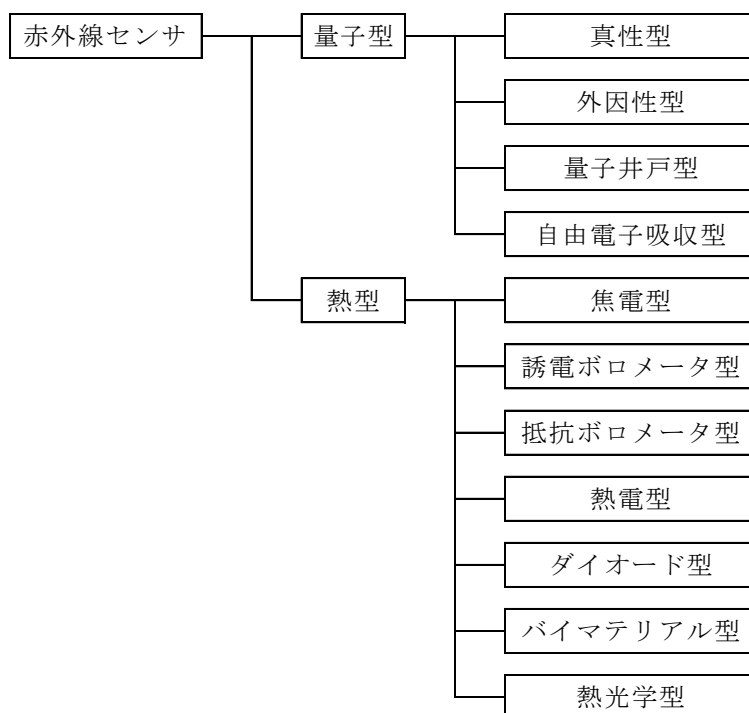 赤外線センサ
量子型
真性型
外因性型
量子井戸型
自由電子吸収型
熱型
焦電型
誘電ボロメータ型
抵抗ボロメータ型
熱電型
ダイオード型
バイマテリアル型
熱光学型